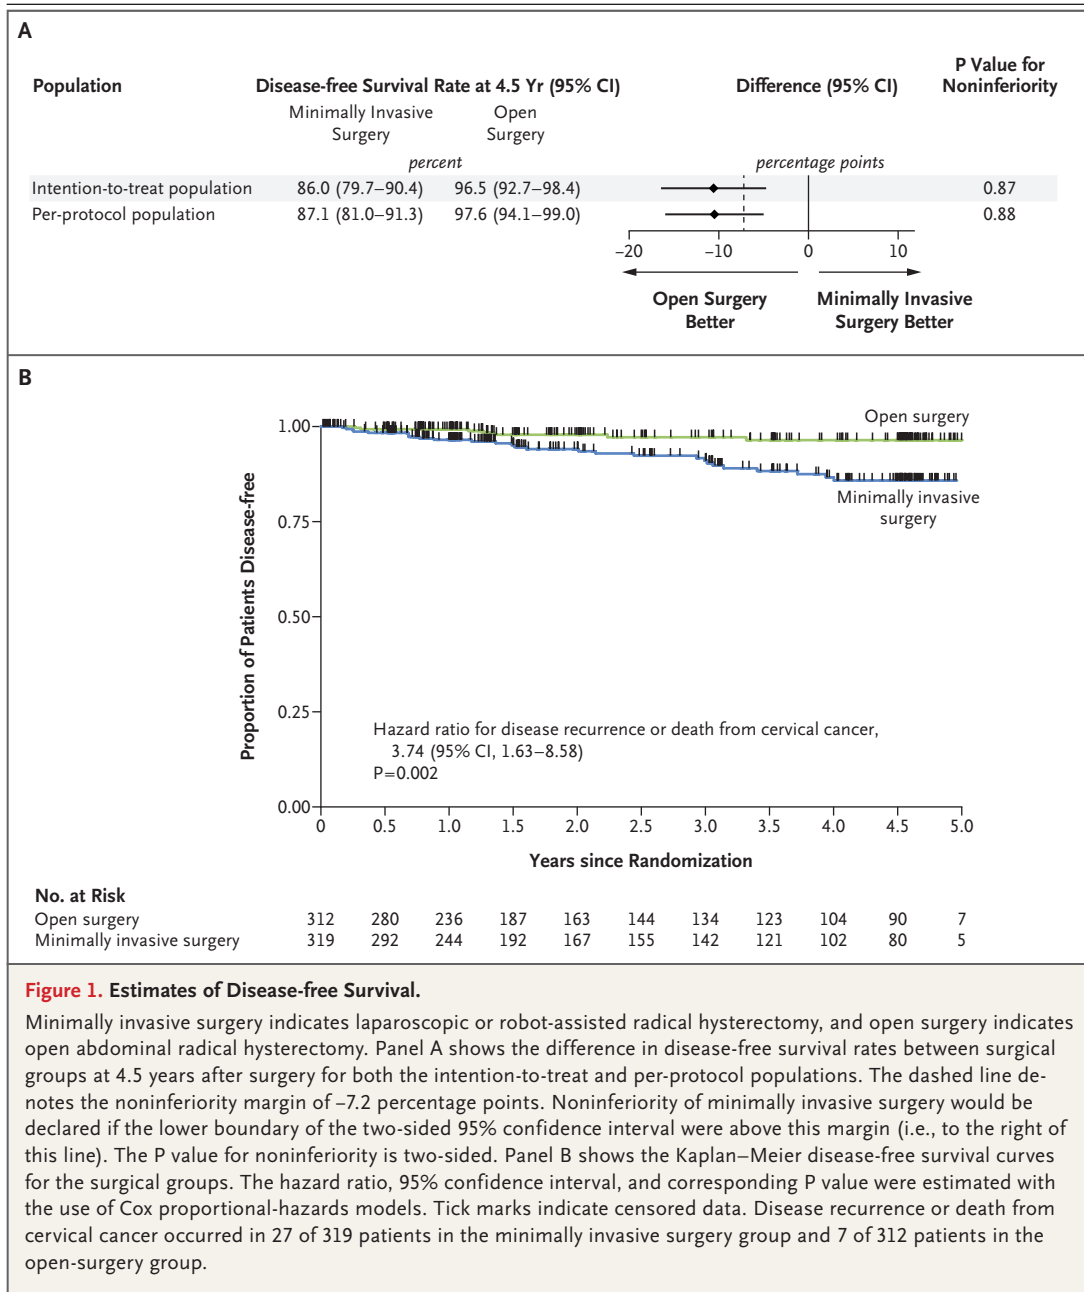 A
Population
Disease-free Survival Rate at 4.5 Yr (95% CI)
Difference (95% CI)
P Value for
Noninferiority
Minimally Invasive
Surgery
Open
Surgery
percent
percentage points
Intention-to-treat population 86.0 (79.7–90.4) 96.5 (92.7–98.4) 0.87
Per-protocol population 87.1 (81.0–91.3) 97.6 (94.1–99.0) 0.88
–20 –10 0 10
Open Surgery
Better
Minimally Invasive
Surgery Better
B
Proportion of Patients Disease-free
1.00
0.75
0.50
0.25
0.00
Open surgery
Minimally invasive
surgery
Hazard ratio for disease recurrence or death from cervical cancer,
3.74 (95% CI, 1.63–8.58)
P=0.002
0 0.5 1.0 1.5 2.0 2.5 3.0 3.5 4.0 4.5 5.0
Years since Randomization
No. at Risk
Open surgery 312 280 236 187 163 144 134 123 104 90 7
Minimally invasive surgery 319 292 244 192 167 155 142 121 102 80 5
Figure 1. Estimates of Disease-free Survival.
Minimally invasive surgery indicates laparoscopic or robot-assisted radical hysterectomy, and open surgery indicates
open abdominal radical hysterectomy. Panel A shows the difference in disease-free survival rates between surgical
groups at 4.5 years after surgery for both the intention-to-treat and per-protocol populations. The dashed line de-
notes the noninferiority margin of –7.2 percentage points. Noninferiority of minimally invasive surgery would be
declared if the lower boundary of the two-sided 95% confidence interval were above this margin (i.e., to the right of
this line). The P value for noninferiority is two-sided. Panel B shows the Kaplan–Meier disease-free survival curves
for the surgical groups. The hazard ratio, 95% confidence interval, and corresponding P value were estimated with
the use of Cox proportional-hazards models. Tick marks indicate censored data. Disease recurrence or death from
cervical cancer occurred in 27 of 319 patients in the minimally invasive surgery group and 7 of 312 patients in the
open-surgery group.